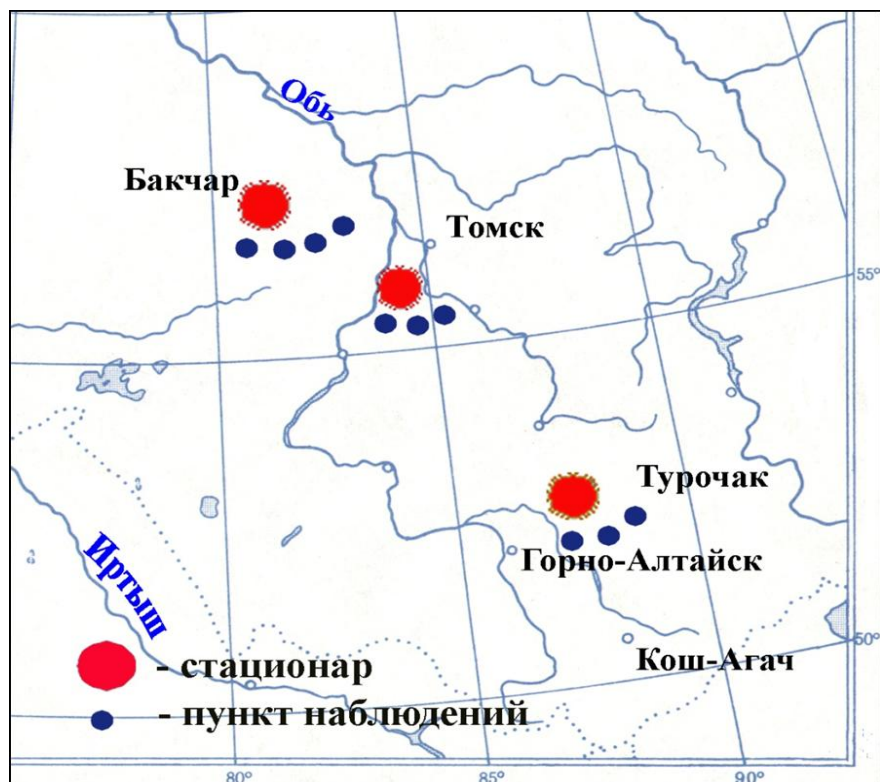 Обь
Бакчар
Томск
55°
Турочак
Горно-Алтайск
Иртыш
50°
Кош-Агач
- стационар
- пункт наблюдений
80°
85°
90°